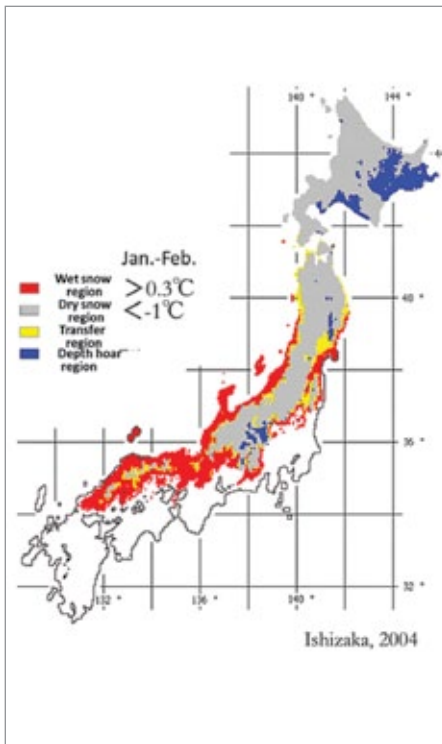 140 °
144 °
Jan.-Feb.
Wet snow region >0.3℃
Dry snow region <-1℃
Transfer region
Depth hoar region
40 °
36 °
132 °
136 °
140 °
32 °
Ishizaka, 2004